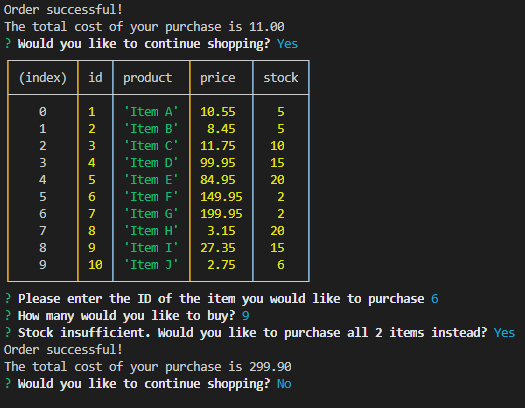 Order successful!
The total cost of your purchase is 11.00
? Would you like to continue shopping? Yes
(index) id product price stock
0 1 'Item A' 10.55 5
1 2 'Item B' 8.45 5
2 3 'Item C' 11.75 10
3 4 'Item D' 99.95 15
4 5 'Item E' 84.95 20
5 6 'Item F' 149.95 2
6 7 'Item G' 199.95 2
7 8 'Item H' 3.15 20
8 9 'Item I' 27.35 15
9 10 'Item J' 2.75 6
? Please enter the ID of the item you would like to purchase 6
? How many would you like to buy? 9
? Stock insufficient. Would you like to purchase all 2 items instead? Yes
Order successful!
The total cost of your purchase is 299.90
? Would you like to continue shopping? No